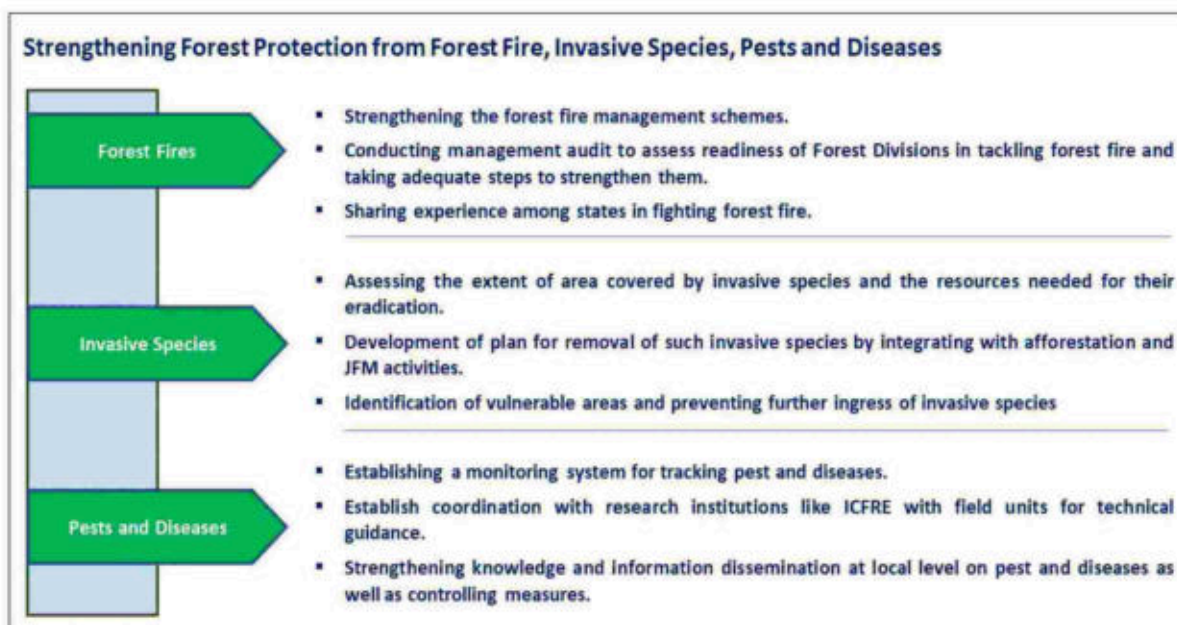 Strengthening Forest Protection from Forest Fire, Invasive Species, Pests and Diseases
Forest Fires
▪ Strengthening the forest fire management schemes.
▪ Conducting management audit to assess readiness of Forest Divisions in tackling forest fire and
taking adequate steps to strengthen them.
▪ Sharing experience among states in fighting forest fire.
Invasive Species
▪ Assessing the extent of area covered by invasive species and the resources needed for their
eradication.
▪ Development of plan for removal of such invasive species by integrating with afforestation and
JFM activities.
▪ Identification of vulnerable areas and preventing further ingress of invasive species
Pests and Diseases
▪ Establishing a monitoring system for tracking pest and diseases.
▪ Establish coordination with research institutions like ICFRE with field units for technical
guidance.
▪ Strengthening knowledge and information dissemination at local level on pest and diseases as
well as controlling measures.